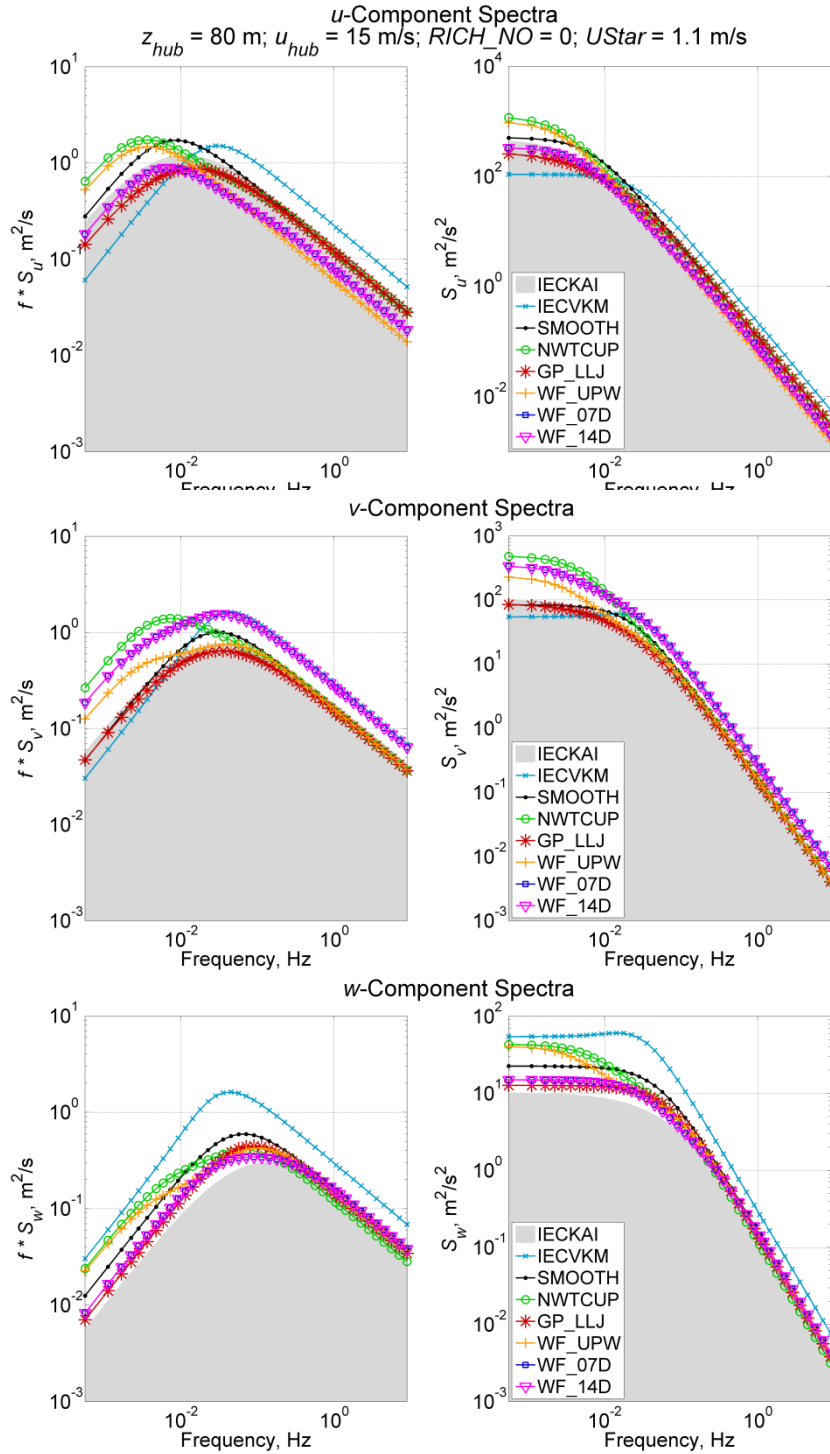 u-Component Spectra
z_hub = 80 m; u_hub = 15 m/s; RICH_NO = 0; UStar = 1.1 m/s
10^1
10^0
10^-1
10^-2
10^-3
f * S_u, m^2/s
10^-2
10^0
Frequency, Hz
10^4
10^2
10^0
10^-2
S_u, m^2/s^2
IECKAI
IECVKM
SMOOTH
NWTCUP
GP_LLJ
WF_UPW
WF_07D
WF_14D
10^-2
10^0
Frequency, Hz
v-Component Spectra
10^1
10^0
10^-1
10^-2
10^-3
f * S_v, m^2/s
10^-2
10^0
Frequency, Hz
10^3
10^2
10^1
10^0
10^-1
10^-2
10^-3
S_v, m^2/s^2
IECKAI
IECVKM
SMOOTH
NWTCUP
GP_LLJ
WF_UPW
WF_07D
WF_14D
10^-2
10^0
Frequency, Hz
w-Component Spectra
10^1
10^0
10^-1
10^-2
10^-3
f * S_w, m^2/s
10^-2
10^0
Frequency, Hz
10^2
10^1
10^0
10^-1
10^-2
10^-3
S_w, m^2/s^2
IECKAI
IECVKM
SMOOTH
NWTCUP
GP_LLJ
WF_UPW
WF_07D
WF_14D
10^-2
10^0
Frequency, Hz